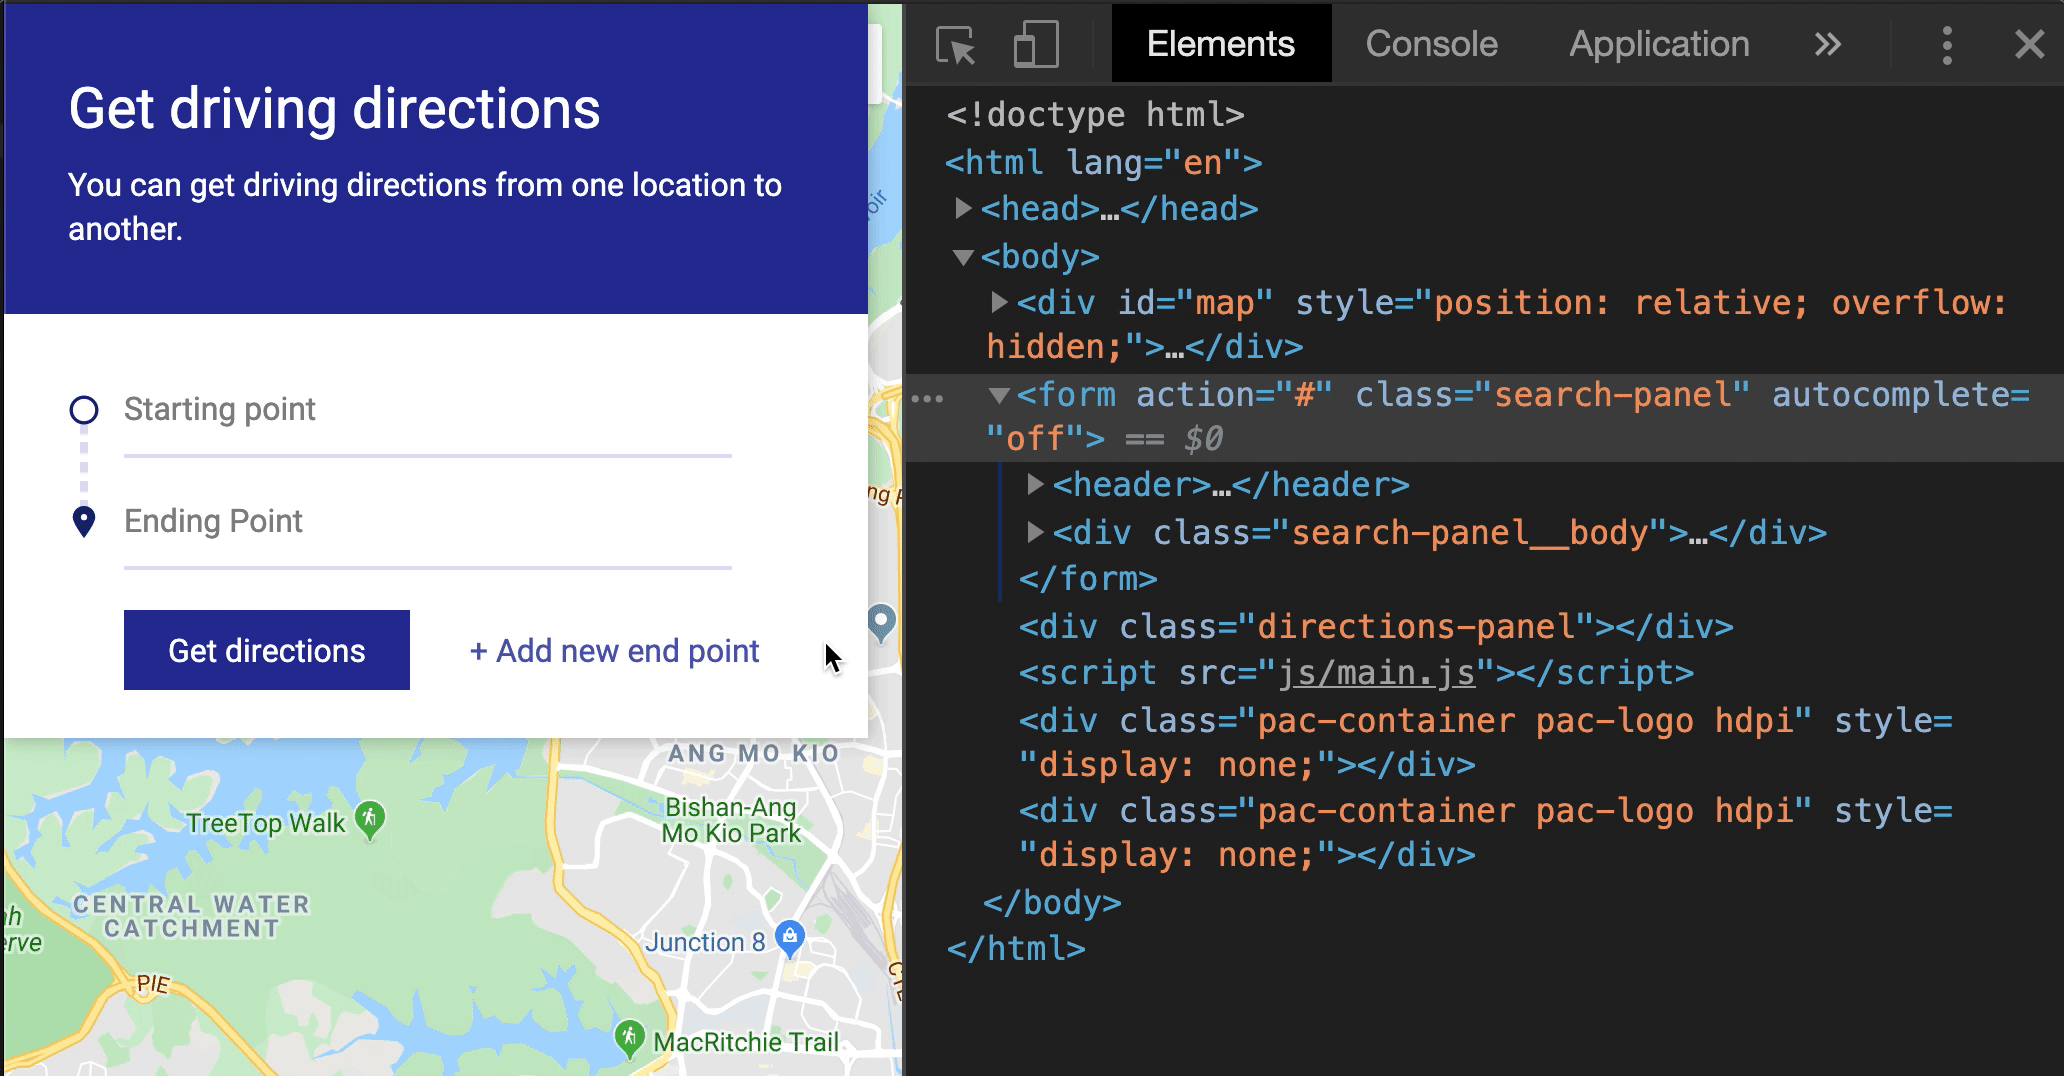 Get driving directions
You can get driving directions from one location to
another.
Starting point
Ending Point
Get directions
+ Add new end point
ANG MO KIO
Bishan-Ang
Mo Kio Park
TreeTop Walk
CENTRAL WATER
CATCHMENT
Junction 8
PIE
MacRitchie Trail
Elements
Console
Application
<!doctype html>
<html lang="en">
<head>…</head>
<body>
<div id="map" style="position: relative; overflow:
hidden;">…</div>
<form action="#" class="search-panel" autocomplete=
"off"> == $0
<header>…</header>
<div class="search-panel__body">…</div>
</form>
<div class="directions-panel"></div>
<script src="js/main.js"></script>
<div class="pac-container pac-logo hdpi" style=
"display: none;"></div>
<div class="pac-container pac-logo hdpi" style=
"display: none;"></div>
</body>
</html>